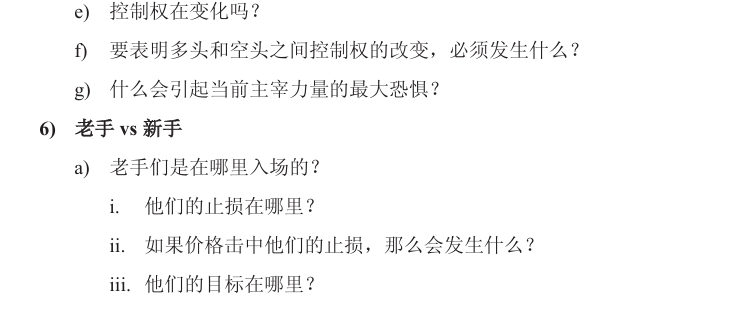 e) 控制权在变化吗？
f) 要表明多头和空头之间控制权的改变，必须发生什么？
g) 什么会引起当前主宰力量的最大恐惧？
6) 老手 vs 新手
a) 老手们是在哪里入场的？
i. 他们的止损在哪里？
ii. 如果价格击中他们的止损，那么会发生什么？
iii. 他们的目标在哪里？